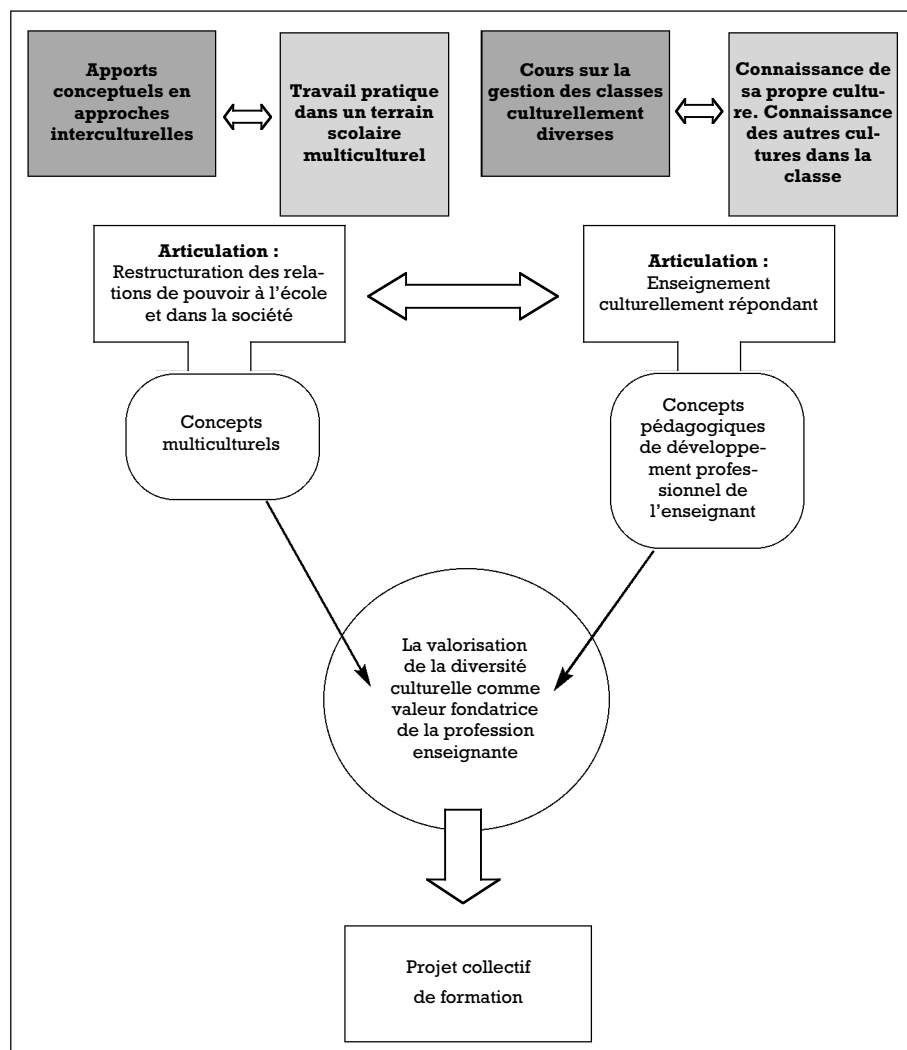 Apports
conceptuels en
approches
interculturelles
Travail pratique
dans un terrain
scolaire
multiculturel
Cours sur la
gestion des classes
culturellement
diverses
Connaissance de
sa propre cultu-
re. Connaissance
des autres cul-
tures dans la
classe
Articulation :
Restructuration des rela-
tions de pouvoir à l'école
et dans la société
Articulation :
Enseignement
culturellement répondant
Concepts
multiculturels
Concepts
pédagogiques
de développe-
ment profes-
sionnel de
l'enseignant
La valorisation
de la diversité
culturelle comme
valeur fondatrice
de la profession
enseignante
Projet collectif
de formation